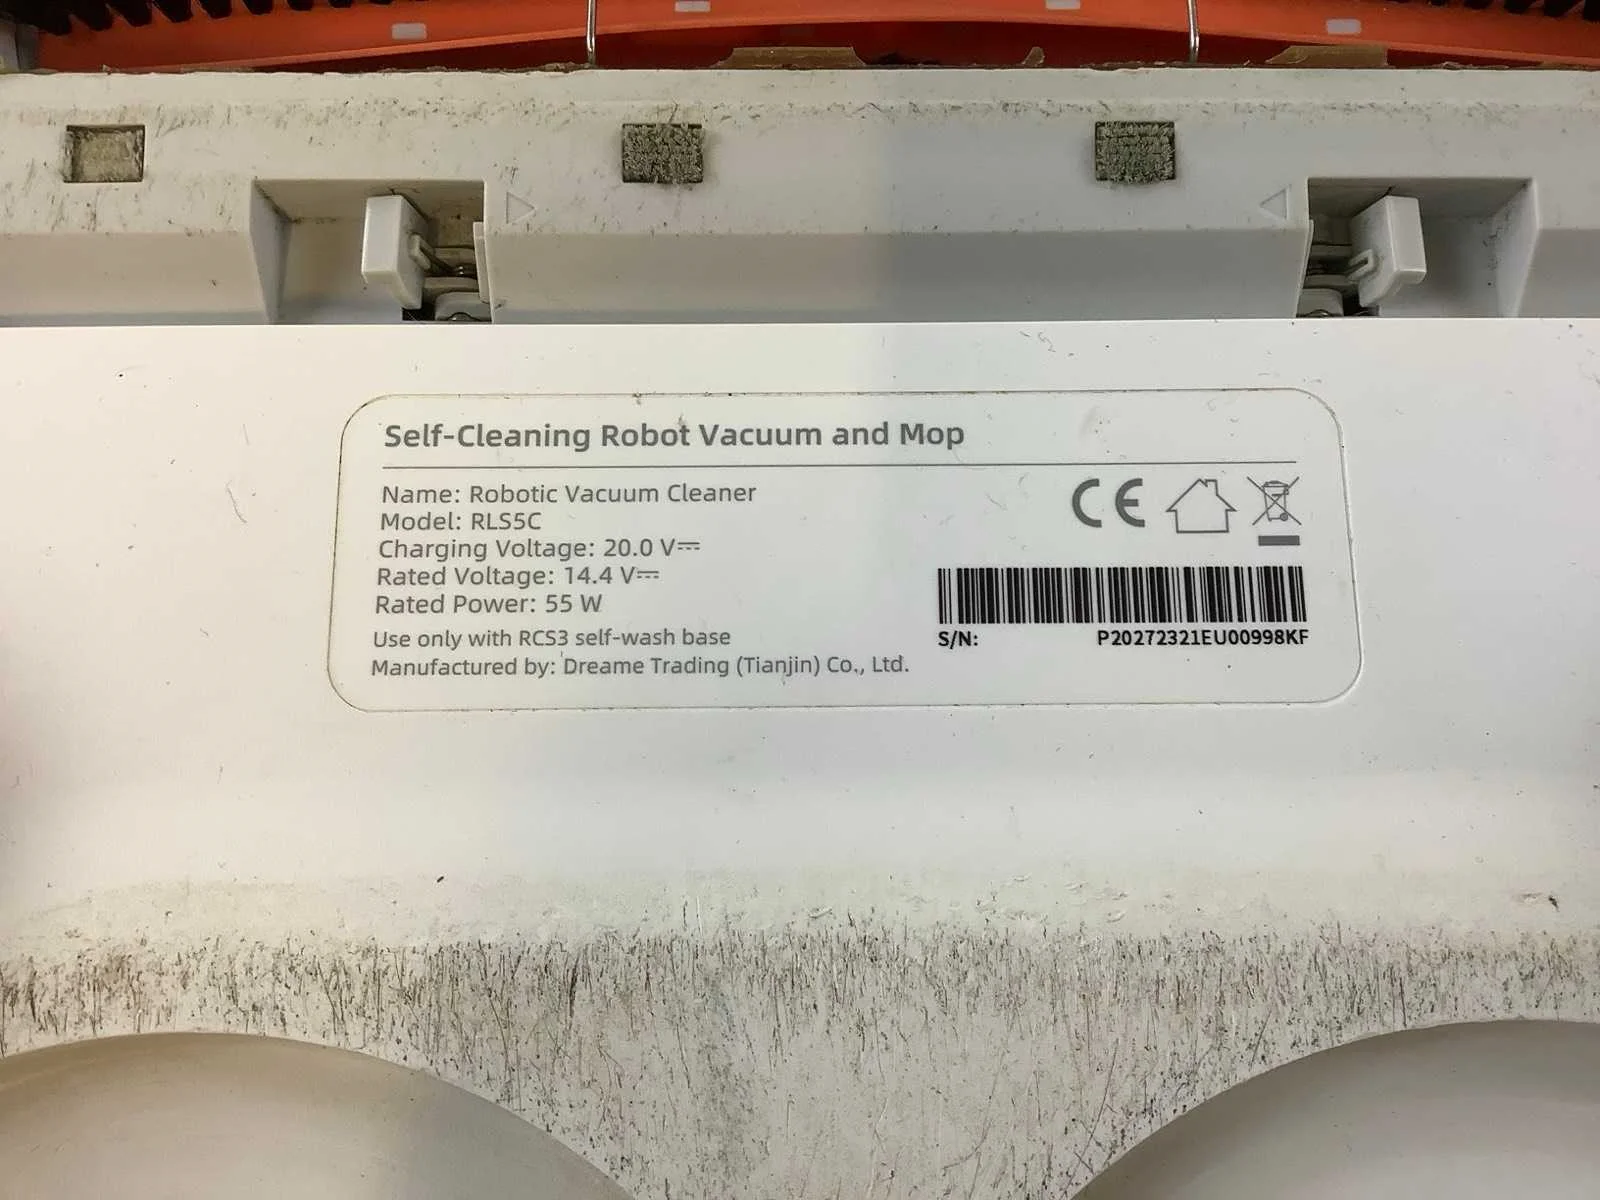 Self-Cleaning Robot Vacuum and Mop
Name: Robotic Vacuum Cleaner
Model: RLS5C
Charging Voltage: 20.0 V⎓
Rated Voltage: 14.4 V⎓
Rated Power: 55 W
Use only with RCS3 self-wash base
Manufactured by: Dreame Trading (Tianjin) Co., Ltd.
CE
S/N: P20272321EU00998KF